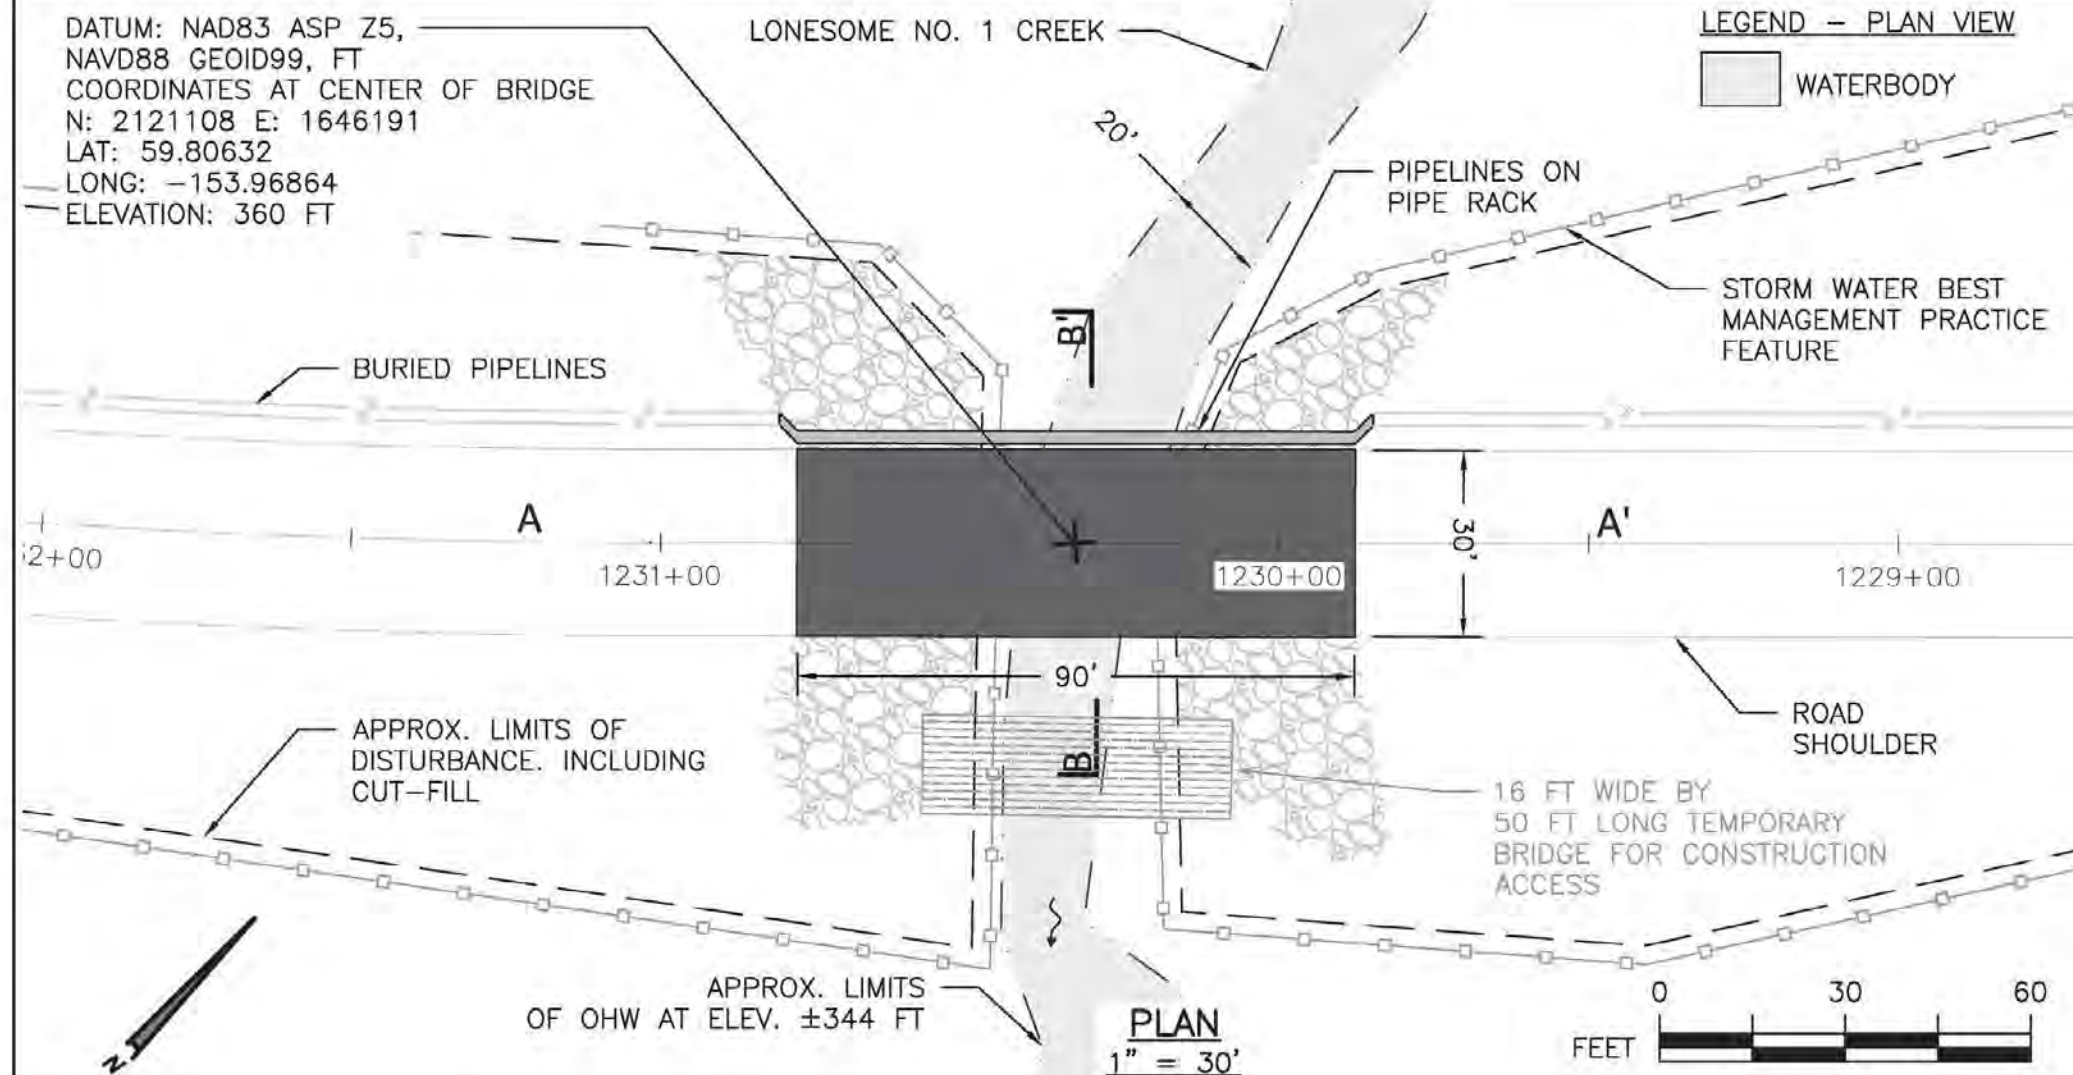 DATUM: NAD83 ASP Z5,
NAVD88 GEOID99, FT
COORDINATES AT CENTER OF BRIDGE
N: 2121108 E: 1646191
LAT: 59.80632
LONG: -153.96864
ELEVATION: 360 FT
LONESOME NO. 1 CREEK
LEGEND - PLAN VIEW
WATERBODY
20'
PIPELINES ON
PIPE RACK
STORM WATER BEST
MANAGEMENT PRACTICE
FEATURE
B'
BURIED PIPELINES
A
A'
30'
2+00
1231+00
1230+00
1229+00
90'
B
APPROX. LIMITS OF
DISTURBANCE. INCLUDING
CUT-FILL
ROAD
SHOULDER
16 FT WIDE BY
50 FT LONG TEMPORARY
BRIDGE FOR CONSTRUCTION
ACCESS
APPROX. LIMITS
OF OHW AT ELEV. ±344 FT
N
PLAN
1" = 30'
0 30 60
FEET